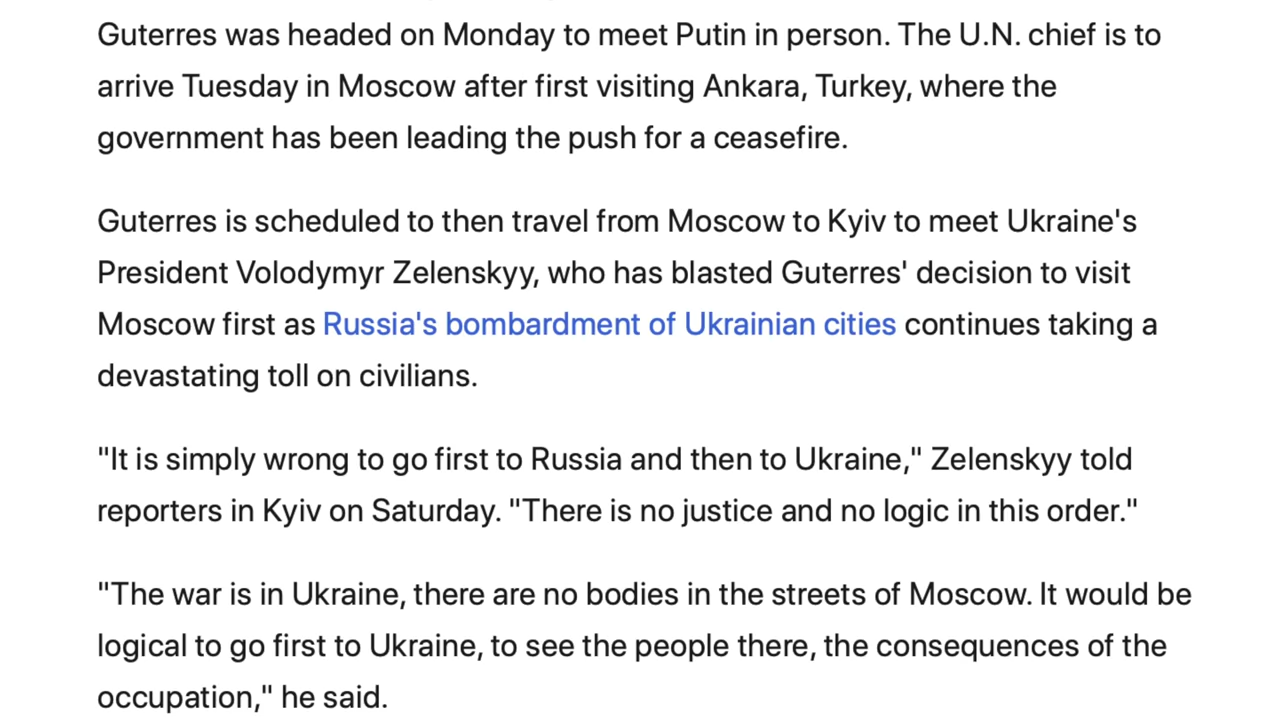 Guterres was headed on Monday to meet Putin in person. The U.N. chief is to
arrive Tuesday in Moscow after first visiting Ankara, Turkey, where the
government has been leading the push for a ceasefire.
Guterres is scheduled to then travel from Moscow to Kyiv to meet Ukraine's
President Volodymyr Zelenskyy, who has blasted Guterres' decision to visit
Moscow first as Russia's bombardment of Ukrainian cities continues taking a
devastating toll on civilians.
"It is simply wrong to go first to Russia and then to Ukraine," Zelenskyy told
reporters in Kyiv on Saturday. "There is no justice and no logic in this order."
"The war is in Ukraine, there are no bodies in the streets of Moscow. It would be
logical to go first to Ukraine, to see the people there, the consequences of the
occupation," he said.